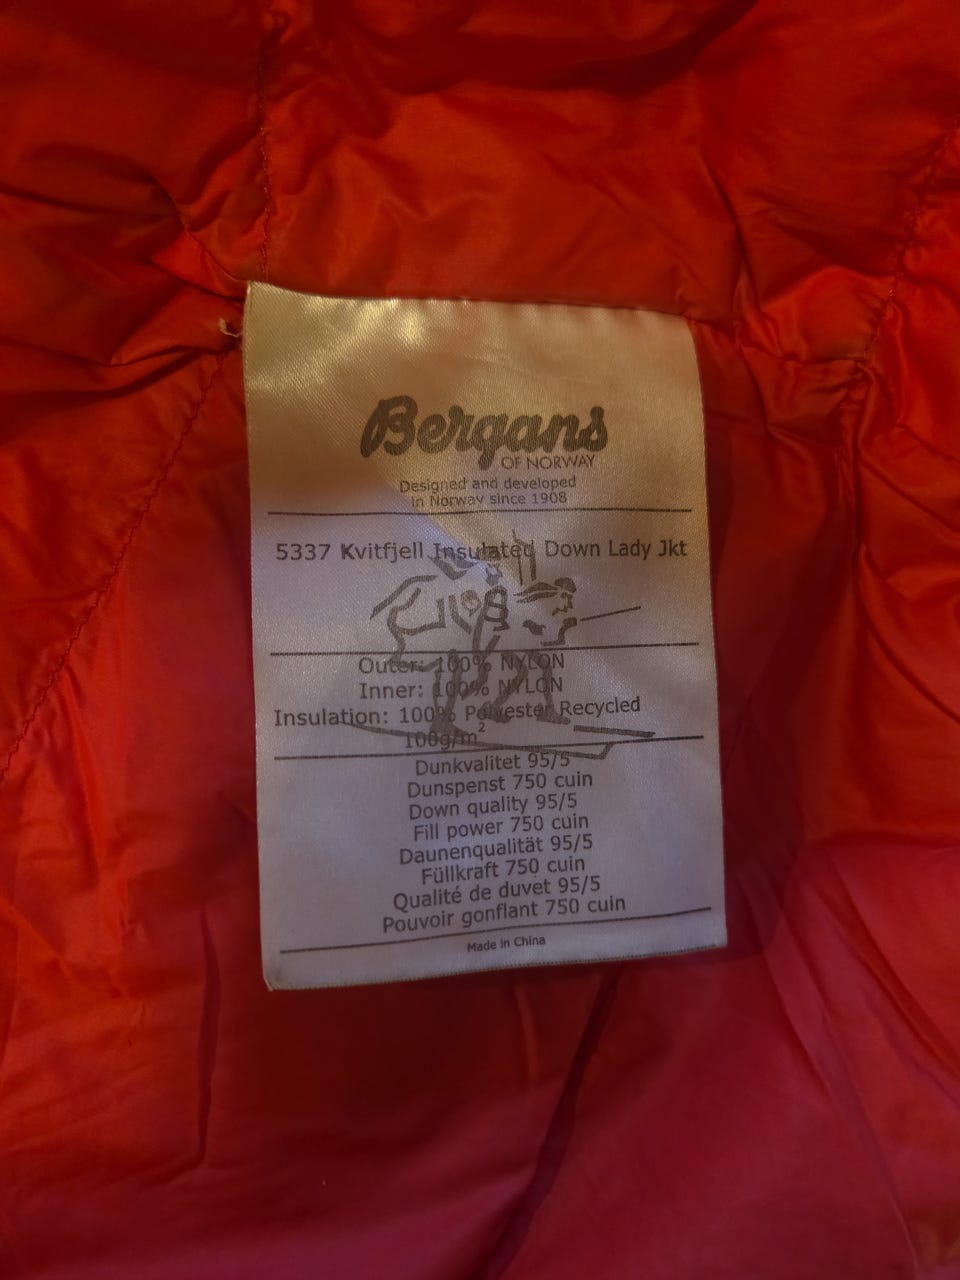 Bergans
OF NORWAY
Designed and developed
in Norway since 1908
5337 Kvitfjell Insulated Down Lady Jkt
Outer: 100% NYLON
Inner: 100% NYLON
Insulation: 100% Polyester Recycled
100g/m²
Dunkvalitet 95/5
Dunspenst 750 cuin
Down quality 95/5
Fill power 750 cuin
Daunenqualität 95/5
Füllkraft 750 cuin
Qualité de duvet 95/5
Pouvoir gonflant 750 cuin
Made in China